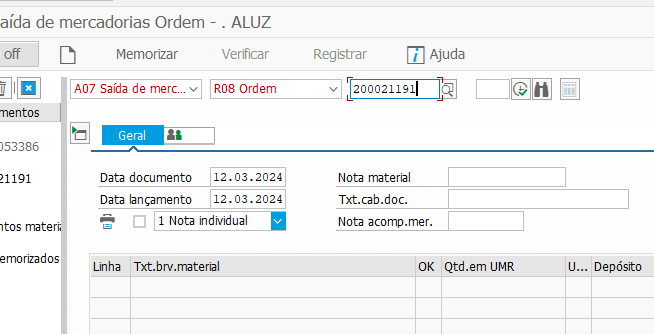 saída de mercadorias Ordem - . ALUZ
off Memorizar Verificar Registrar i Ajuda
A07 Saída de merc... R08 Ordem 200021191
mentos
Geral
053386
Data documento 12.03.2024 Nota material
21191
Data lançamento 12.03.2024 Txt.cab.doc.
1 Nota individual Nota acomp.mer.
ntos materia
emorizados
Linha Txt.brv.material OK Qtd.em UMR U... Depósito